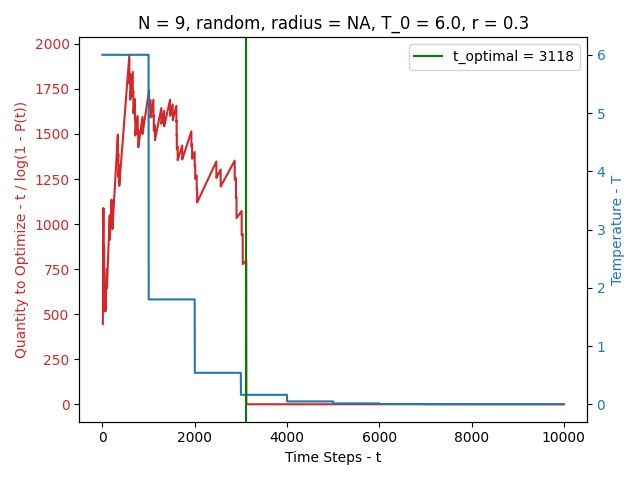 N = 9, random, radius = NA, T_0 = 6.0, r = 0.3
t_optimal = 3118
Quantity to Optimize - t / log(1 - P(t))
2000
1750
1500
1250
1000
750
500
250
0
Temperature - T
6
5
4
3
2
1
0
0 2000 4000 6000 8000 10000
Time Steps - t